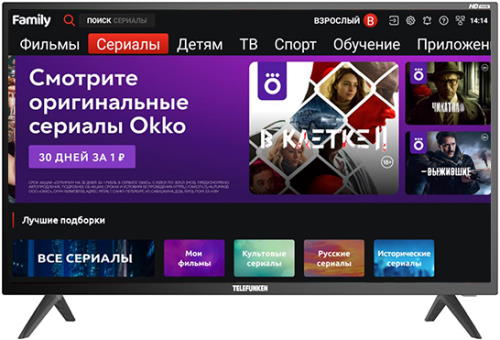 HD
Family ПОИСК СЕРИАЛЫ ВЗРОСЛЫЙ В 14:14
Фильмы Сериалы Детям ТВ Спорт Обучение Приложен
Смотрите
оригинальные
сериалы Okko
30 ДНЕЙ ЗА 1 ₽
В КЛЕТКЕ II
18+
ЧИКАТИЛО
ВЫЖИВШИЕ
Лучшие подборки
ВСЕ СЕРИАЛЫ
Мои
фильмы
Культовые
сериалы
Русские
сериалы
Исторические
сериалы
TELEFUNKEN